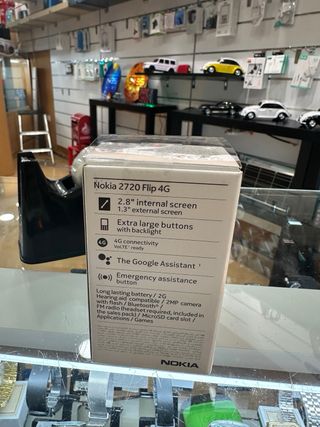 Nokia 2720 Flip 4G
2.8" internal screen
1.3" external screen
Extra large buttons
with backlight
4G
4G connectivity
VoLTE ready
The Google Assistant
Emergency assistance
button
Long lasting battery / 2G
Hearing aid compatible / 2MP camera
with flash / Bluetooth®/
FM radio (headset required, included in
the sales pack) / MicroSD card slot /
Applications / Games
NOKIA